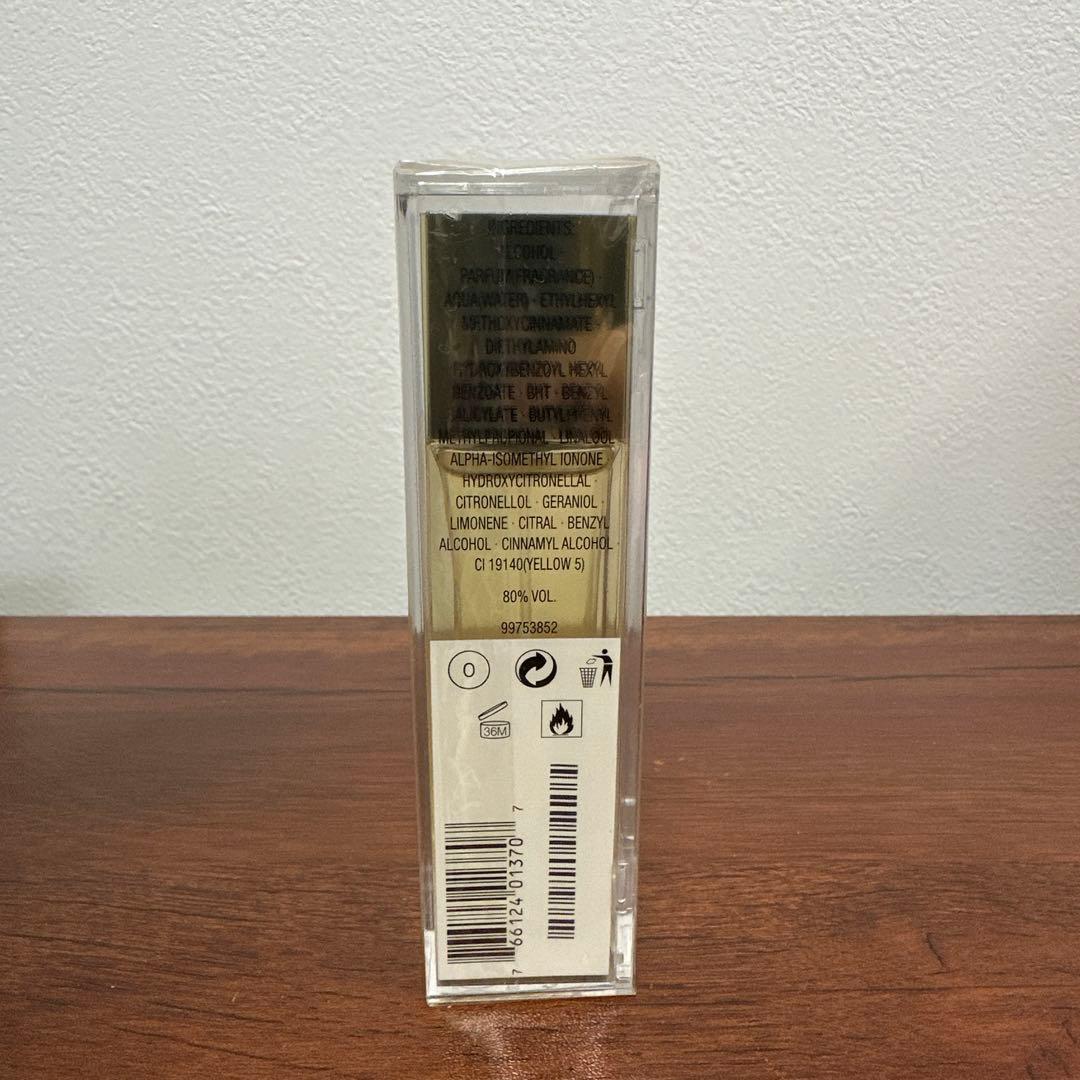 INGREDIENTS:
ALCOHOL ·
PARFUM(FRAGRANCE) ·
AQUA(WATER) · ETHYLHEXYL
METHOXYCINNAMATE ·
DIETHYLAMINO
HYDROXYBENZOYL HEXYL
BENZOATE · BHT · BENZYL
SALICYLATE · BUTYLPHENYL
METHYLPROPIONAL · LINALOOL ·
ALPHA-ISOMETHYL IONONE ·
HYDROXYCITRONELLAL ·
CITRONELLOL · GERANIOL ·
LIMONENE · CITRAL · BENZYL
ALCOHOL · CINNAMYL ALCOHOL ·
CI 19140(YELLOW 5)
80% VOL.
99753852
0
36M
7 66124 01370 7